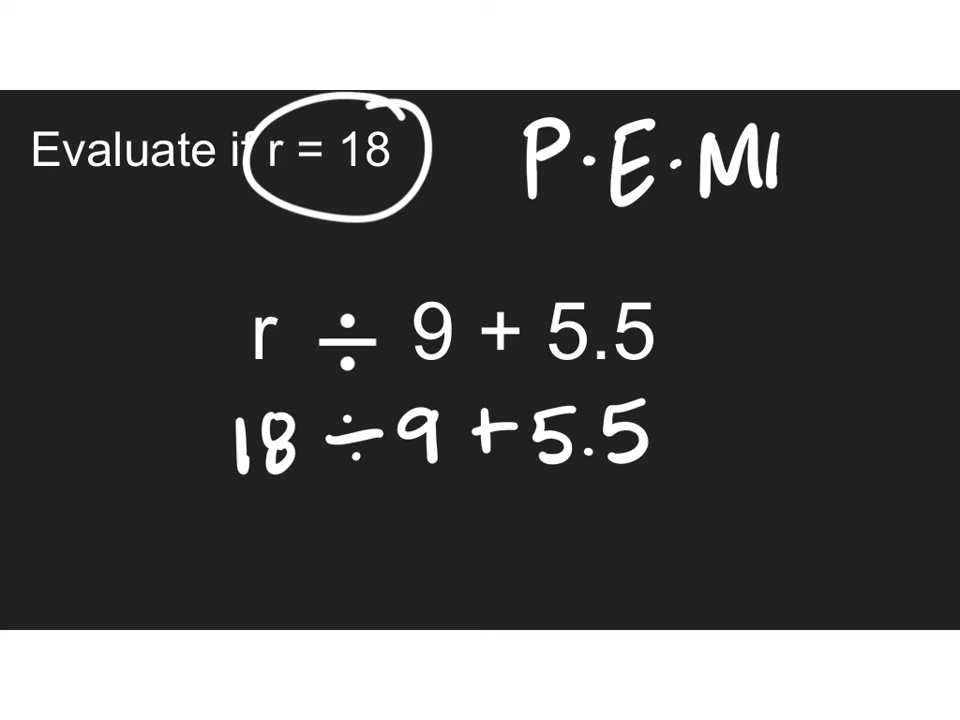 Evaluate if r = 18
P.E.MI
r ÷ 9 + 5.5
18 ÷ 9 + 5.5